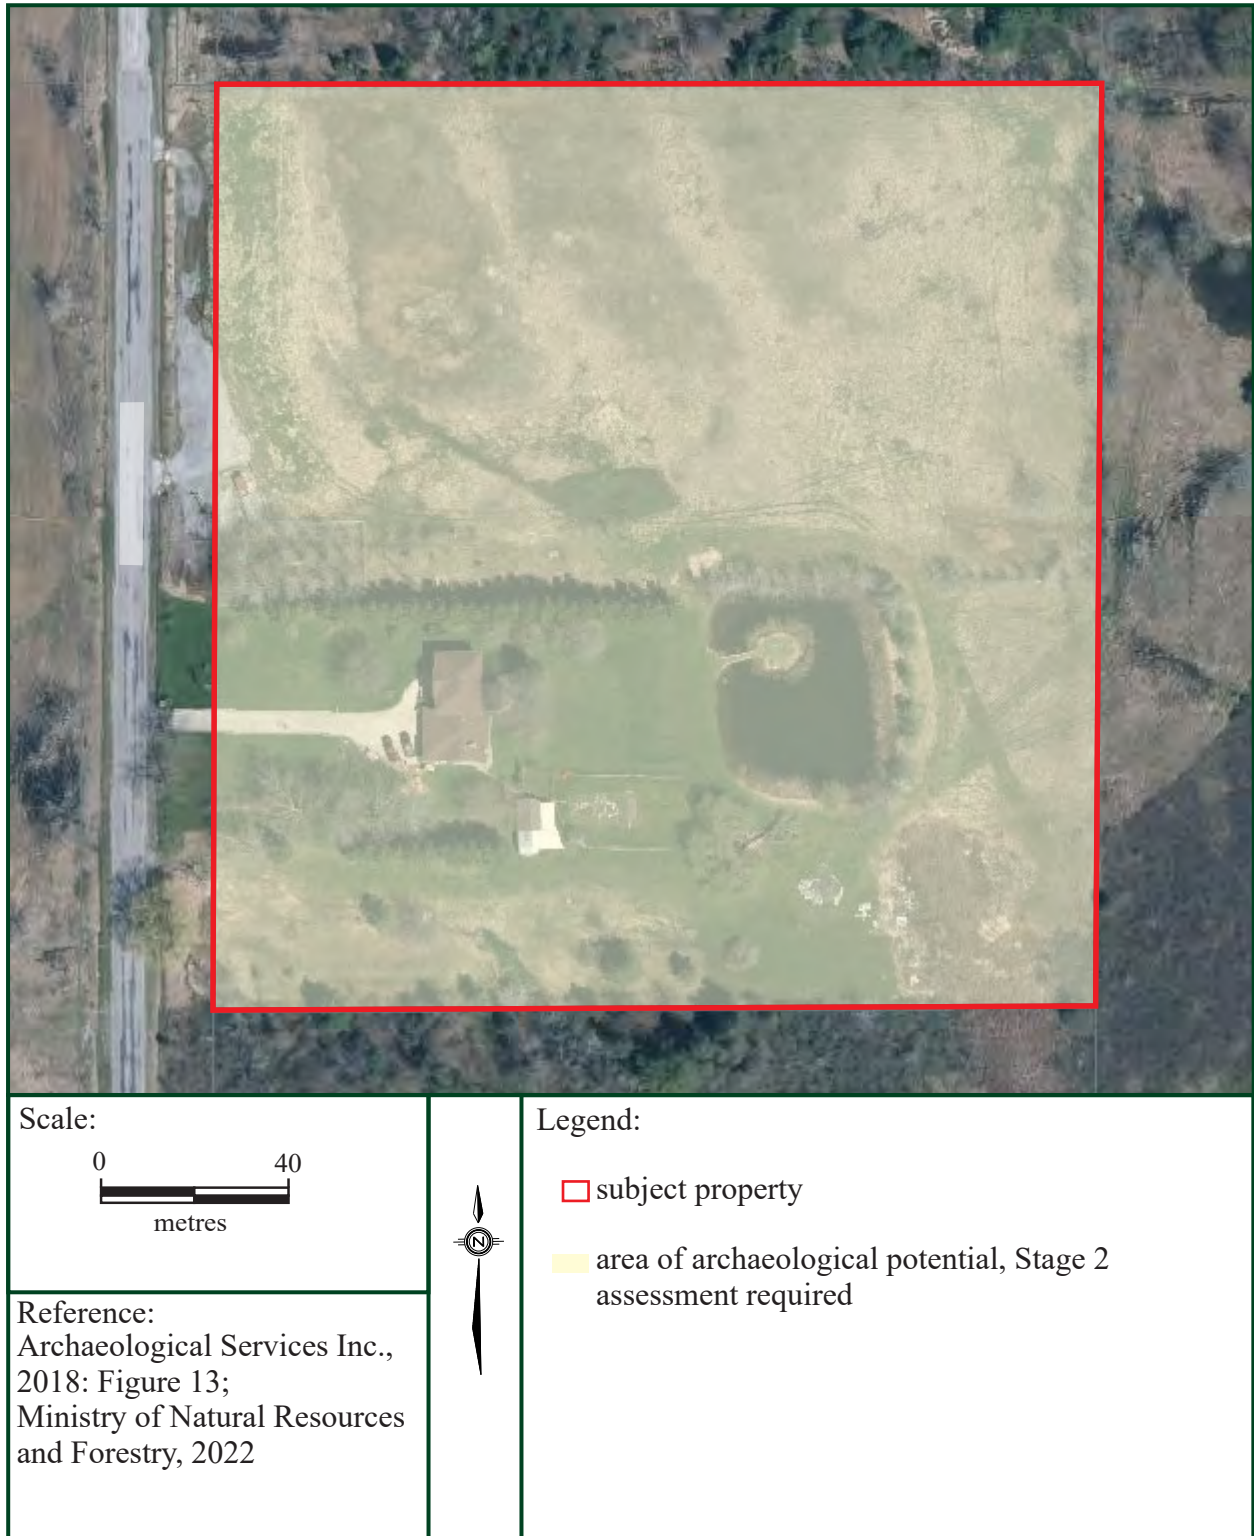 Scale:
0 40
metres
Reference:
Archaeological Services Inc.,
2018: Figure 13;
Ministry of Natural Resources
and Forestry, 2022
N
Legend:
subject property
area of archaeological potential, Stage 2
assessment required